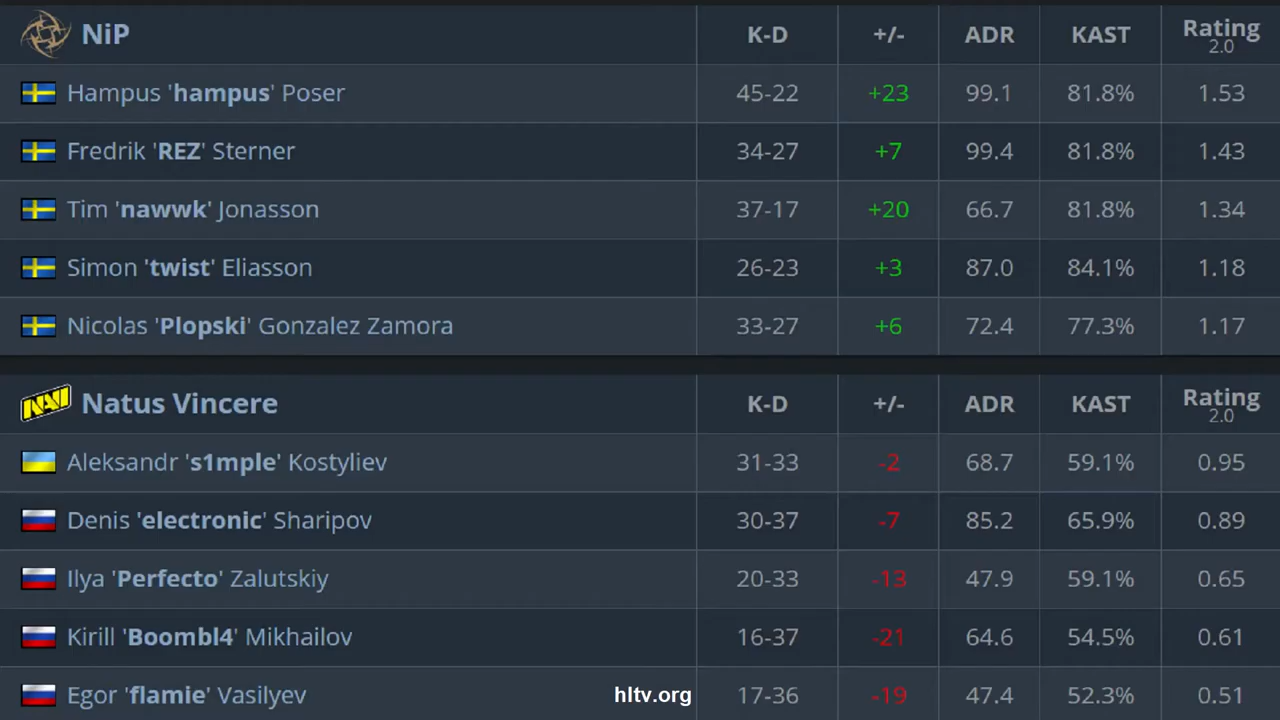 NiP K-D +/- ADR KAST Rating 2.0
Hampus 'hampus' Poser 45-22 +23 99.1 81.8% 1.53
Fredrik 'REZ' Sterner 34-27 +7 99.4 81.8% 1.43
Tim 'nawwk' Jonasson 37-17 +20 66.7 81.8% 1.34
Simon 'twist' Eliasson 26-23 +3 87.0 84.1% 1.18
Nicolas 'Plopski' Gonzalez Zamora 33-27 +6 72.4 77.3% 1.17
NAVI Natus Vincere K-D +/- ADR KAST Rating 2.0
Aleksandr 's1mple' Kostyliev 31-33 -2 68.7 59.1% 0.95
Denis 'electronic' Sharipov 30-37 -7 85.2 65.9% 0.89
Ilya 'Perfecto' Zalutskiy 20-33 -13 47.9 59.1% 0.65
Kirill 'Boombl4' Mikhailov 16-37 -21 64.6 54.5% 0.61
Egor 'flamie' Vasilyev hltv.org 17-36 -19 47.4 52.3% 0.51